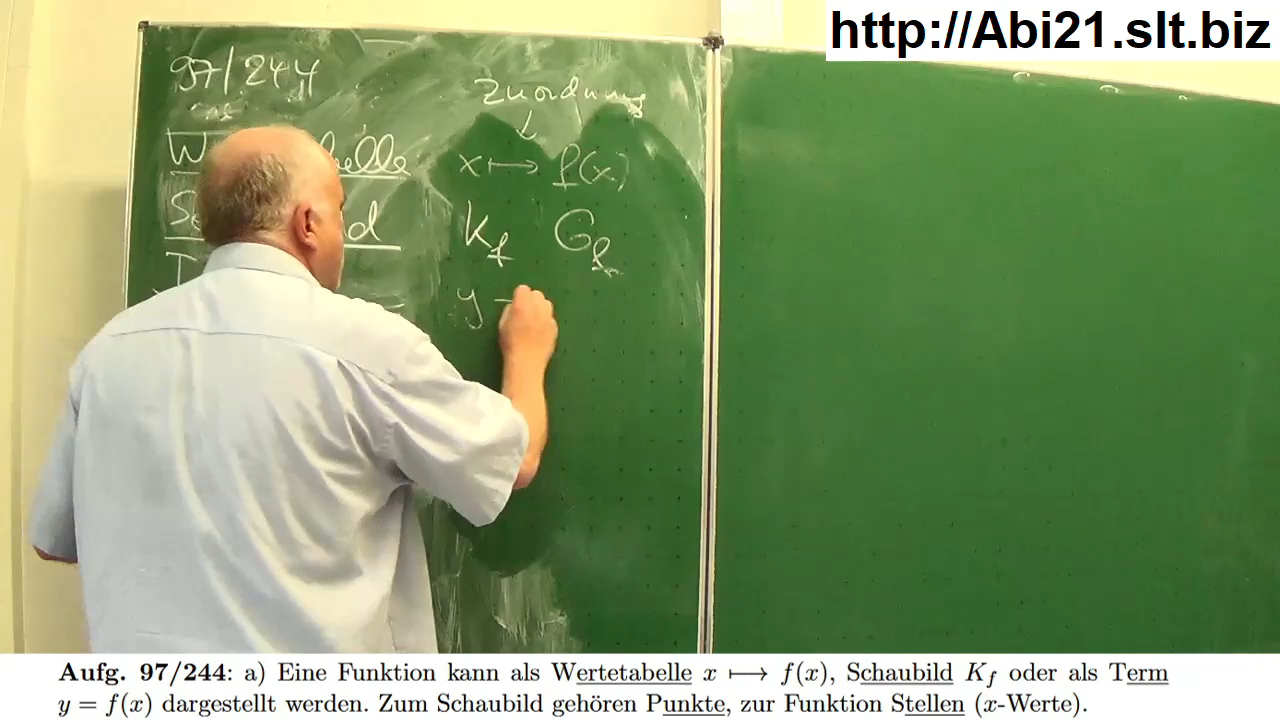 http://Abi21.slt.biz
97/244
Zuordnung
x ⟼ f(x)
K_f G_f
y
Aufg. 97/244: a) Eine Funktion kann als Wertetabelle x ⟼ f(x), Schaubild K_f oder als Term
y = f(x) dargestellt werden. Zum Schaubild gehören Punkte, zur Funktion Stellen (x-Werte).